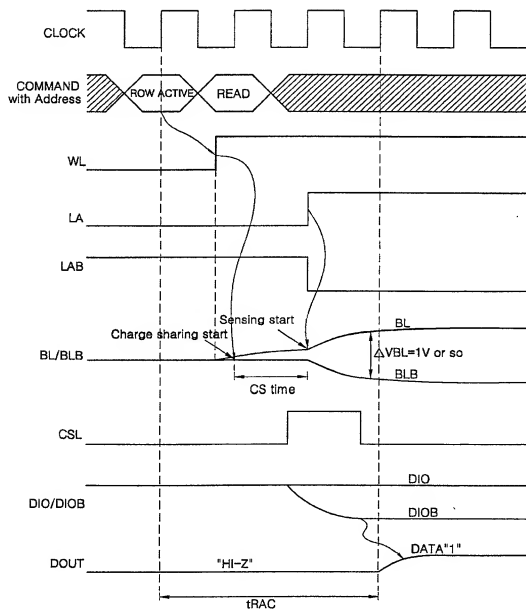 CLOCK
COMMAND
with Address
ROW ACTIVE
READ
WL
LA
LAB
Sensing start
BL
Charge sharing start
BL/BLB
△VBL=1V or so
BLB
CS time
CSL
DIO
DIO/DIOB
DIOB
DATA"1"
DOUT
"HI-Z"
tRAC